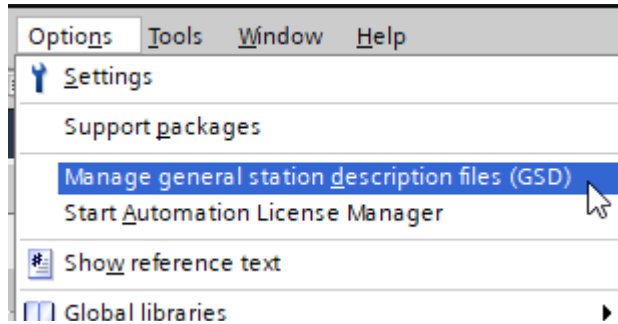 Options Tools Window Help
Settings
Support packages
Manage general station description files (GSD)
Start Automation License Manager
Show reference text
Global libraries